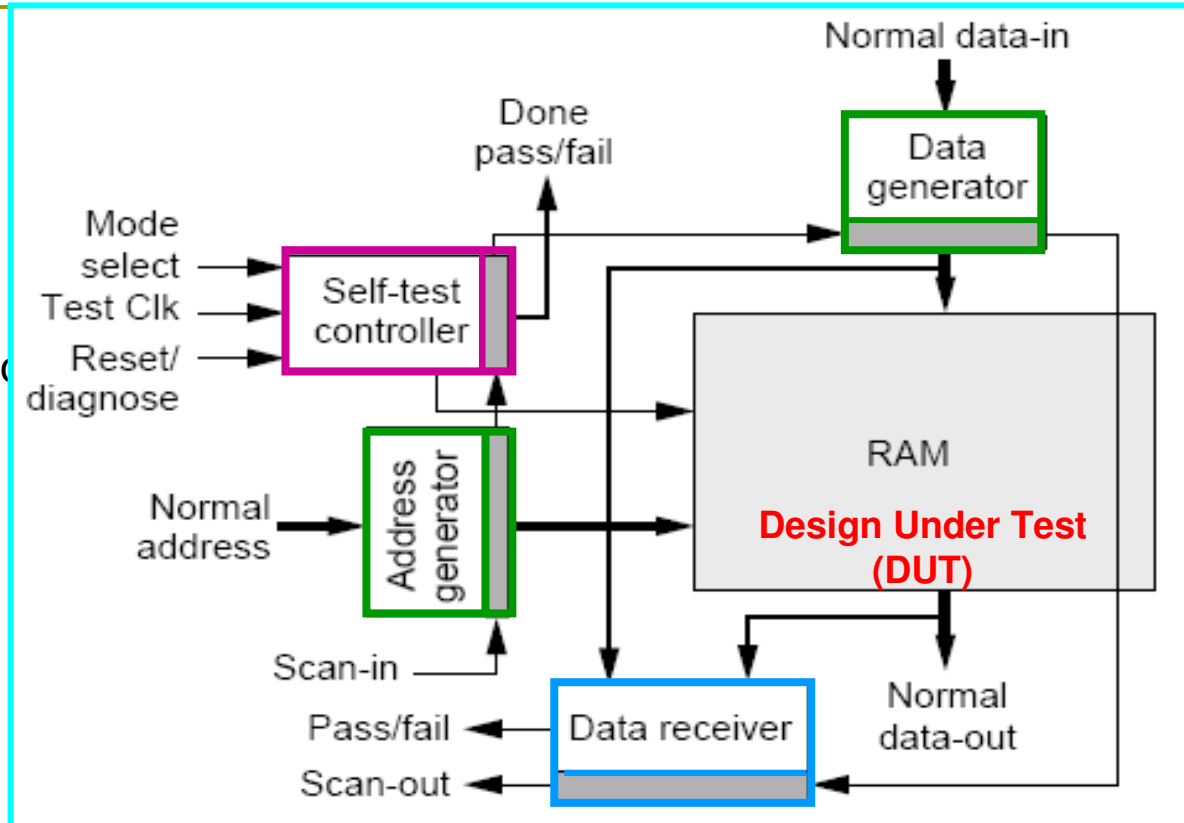 Normal data-in
Done
pass/fail
Data
generator
Mode
select
Test Clk
Reset/
diagnose
Self-test
controller
Address
generator
Normal
address
RAM
Design Under Test
(DUT)
Scan-in
Pass/fail
Scan-out
Data receiver
Normal
data-out